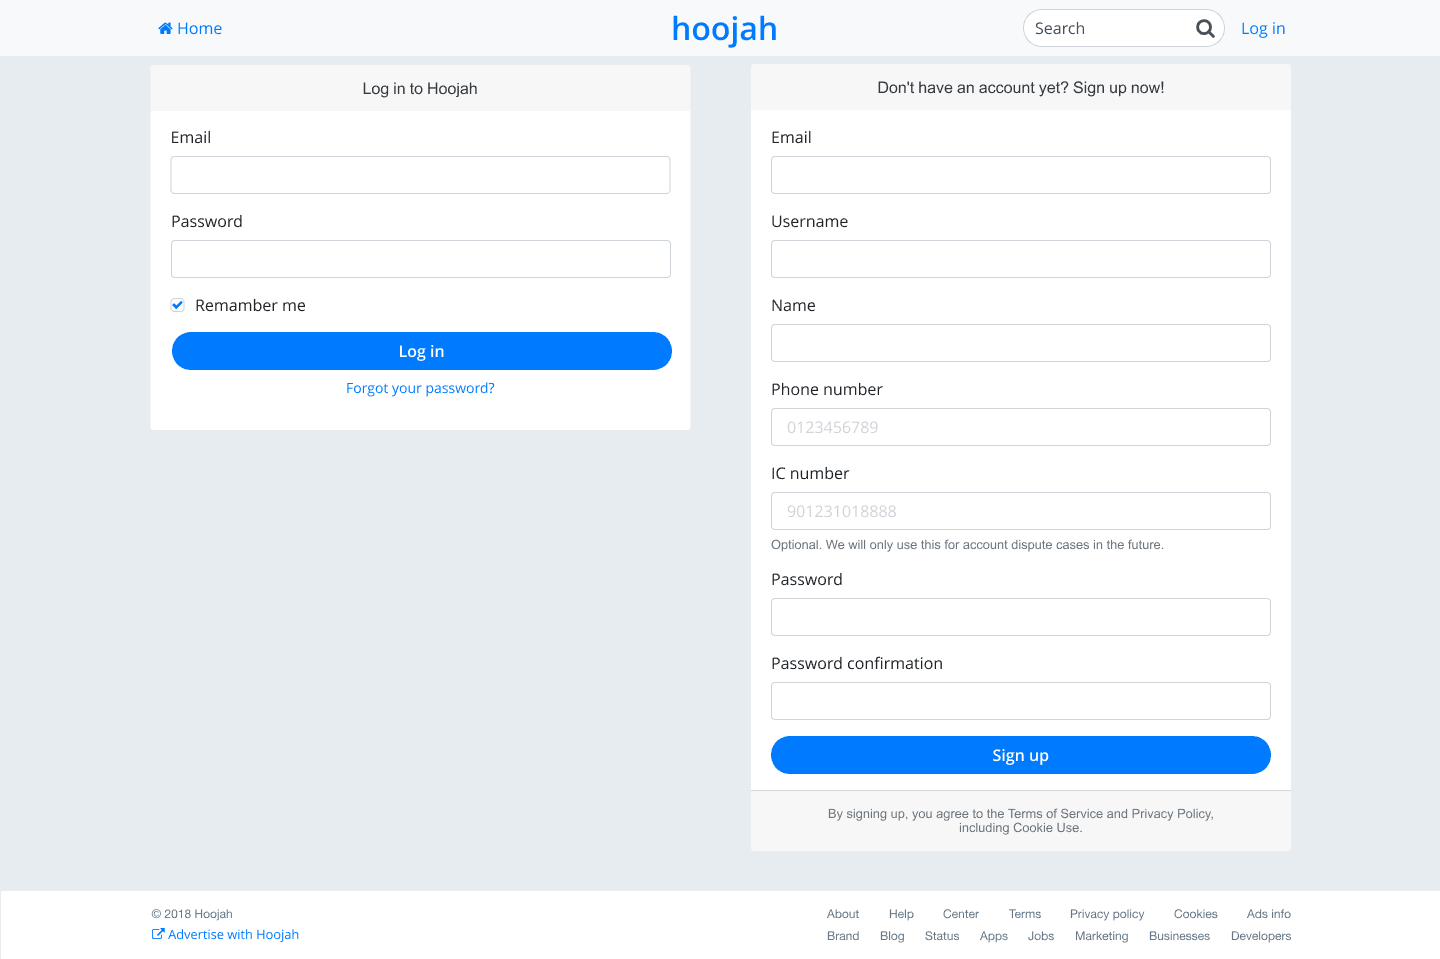 Home
hoojah
Search
Log in
Log in to Hoojah
Email
Password
Remamber me
Log in
Forgot your password?
Don't have an account yet? Sign up now!
Email
Username
Name
Phone number
0123456789
IC number
901231018888
Optional. We will only use this for account dispute cases in the future.
Password
Password confirmation
Sign up
By signing up, you agree to the Terms of Service and Privacy Policy,
including Cookie Use.
© 2018 Hoojah
Advertise with Hoojah
About Help Center Terms Privacy policy Cookies Ads info
Brand Blog Status Apps Jobs Marketing Businesses Developers